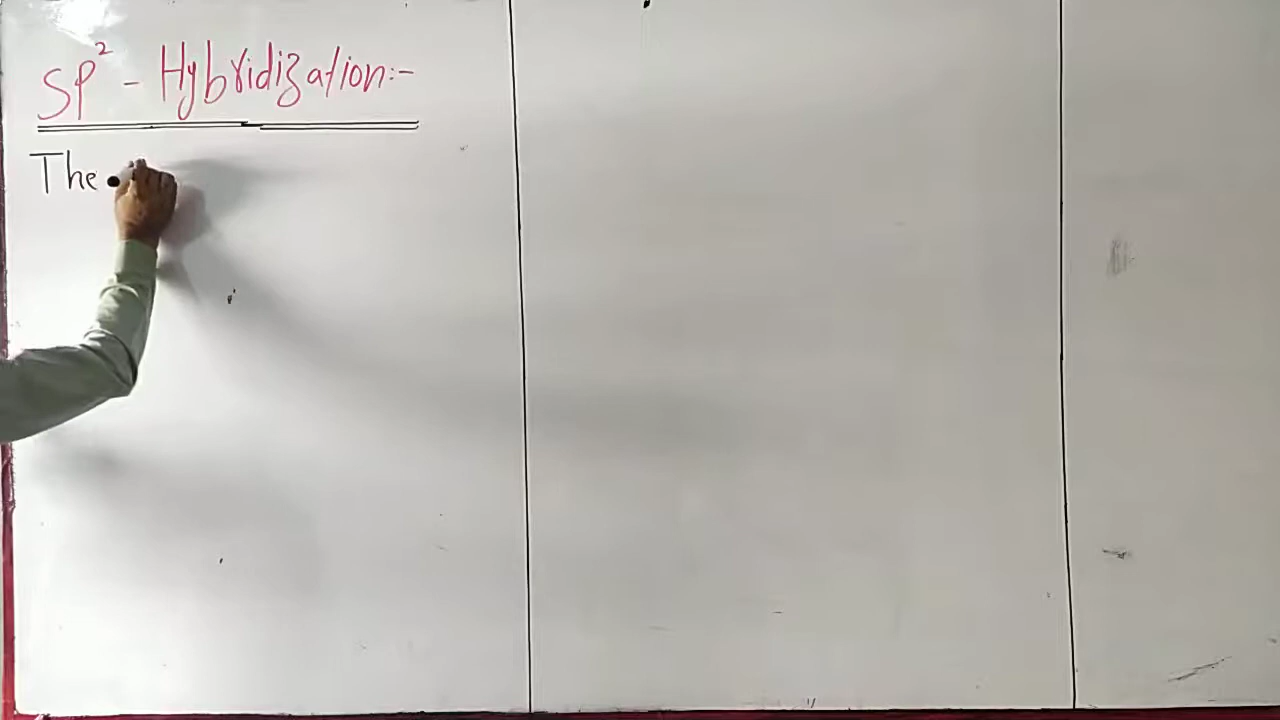 SP² - Hybridization:-
The